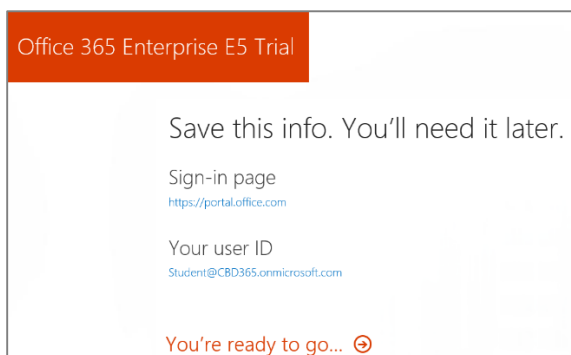 Office 365 Enterprise E5 Trial
Save this info. You'll need it later.
Sign-in page
https://portal.office.com
Your user ID
Student@CBD365.onmicrosoft.com
You're ready to go...